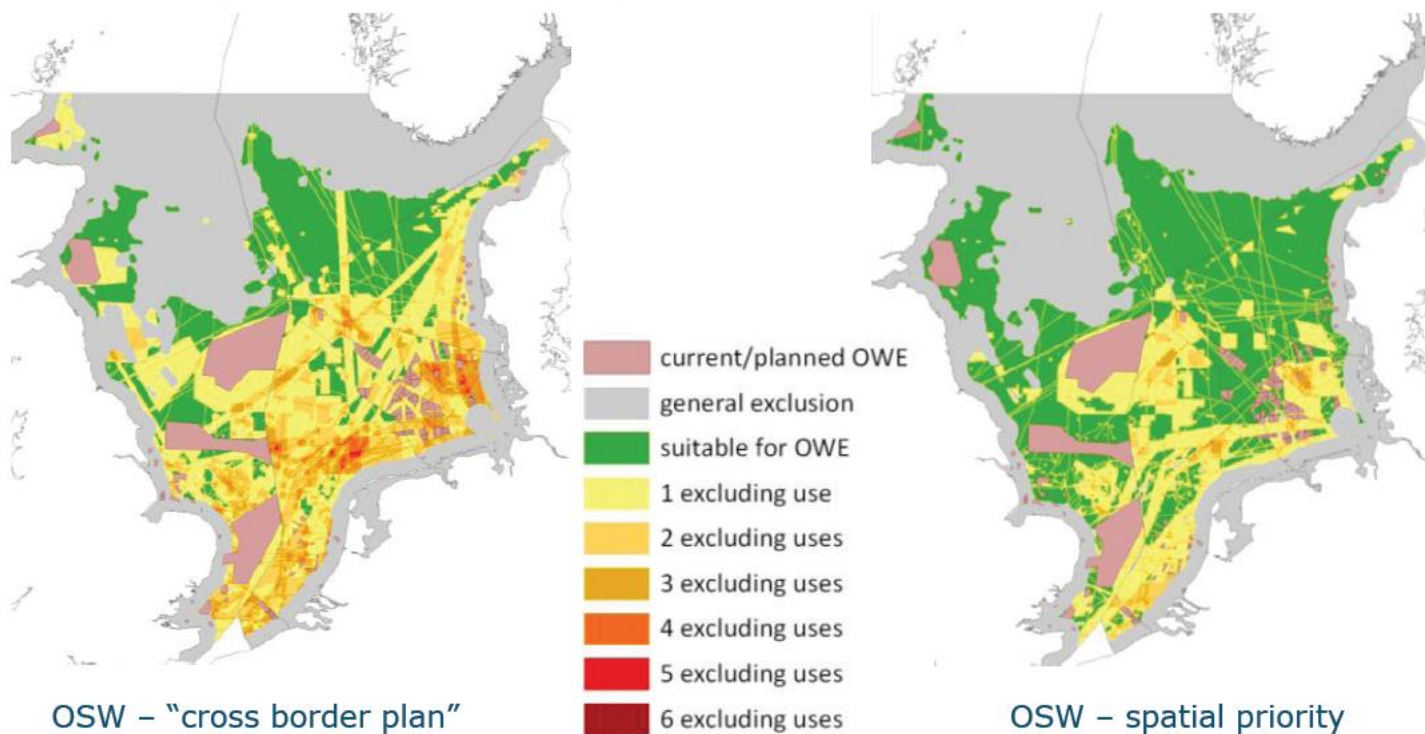 current/planned OWE
general exclusion
suitable for OWE
1 excluding use
2 excluding uses
3 excluding uses
4 excluding uses
5 excluding uses
6 excluding uses
OSW – “cross border plan”
OSW – spatial priority